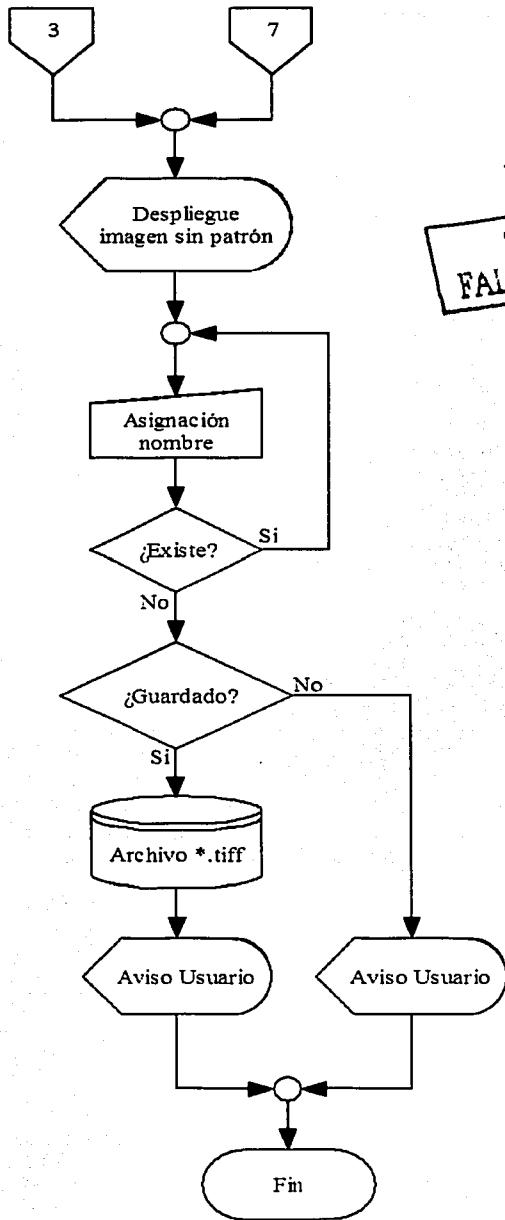 3
7
Despliegue
imagen sin patrón
Asignación
nombre
¿Existe?
Si
No
¿Guardado?
No
Si
Archivo *.tiff
Aviso Usuario
Aviso Usuario
Fin